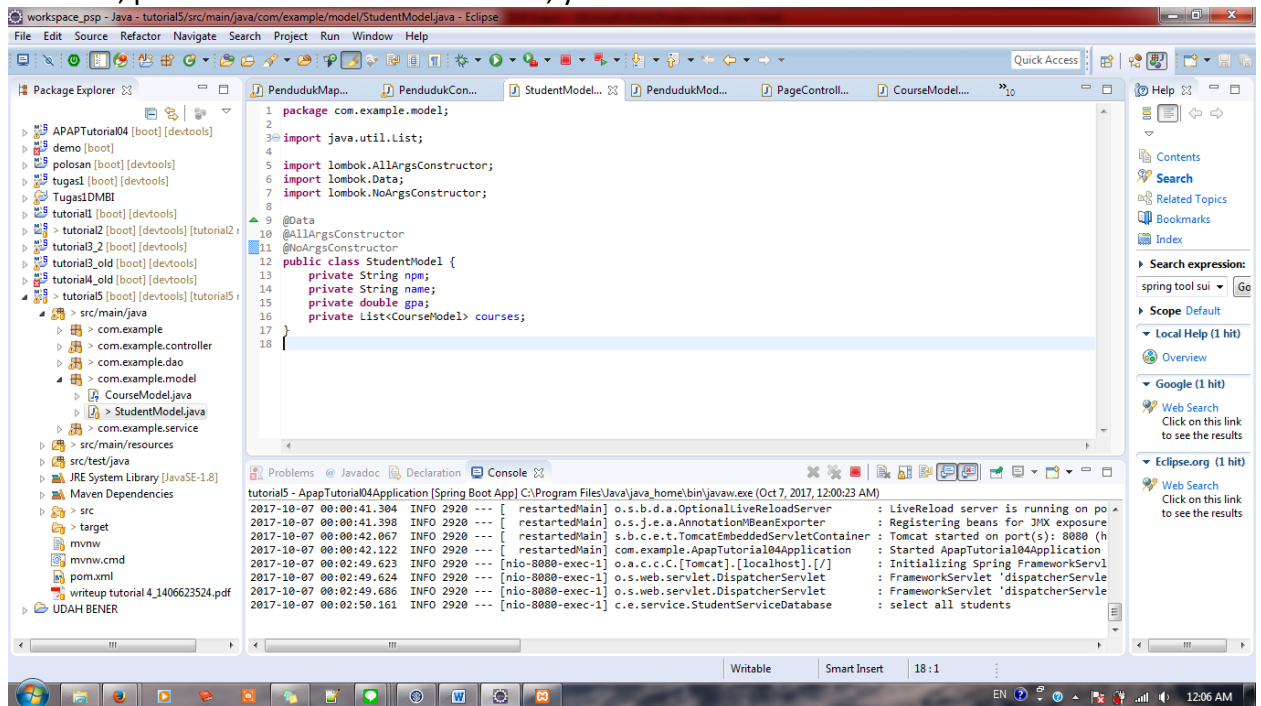 workspace_psp - Java - tutorial5/src/main/java/com/example/model/StudentModel.java - Eclipse
File Edit Source Refactor Navigate Search Project Run Window Help
Quick Access
Package Explorer
APAPTutorial04 [boot] [devtools]
demo [boot]
polosan [boot] [devtools]
tugas1 [boot] [devtools]
Tugas1DMBI
tutorial1 [boot] [devtools]
> tutorial2 [boot] [devtools] [tutorial2 r
tutorial3_2 [boot] [devtools]
tutorial3_old [boot] [devtools]
tutorial4_old [boot] [devtools]
> tutorial5 [boot] [devtools] [tutorial5 r
> src/main/java
> com.example
> com.example.controller
> com.example.dao
> com.example.model
CourseModel.java
> StudentModel.java
> com.example.service
> src/main/resources
src/test/java
JRE System Library [JavaSE-1.8]
Maven Dependencies
> src
> target
mvnw
mvnw.cmd
pom.xml
writeup tutorial 4_1406623524.pdf
UDAH BENER
PendudukMap... PendudukCon... StudentModel... PendudukMod... PageControll... CourseModel.... »10
1 package com.example.model;
2
3 import java.util.List;
4
5 import lombok.AllArgsConstructor;
6 import lombok.Data;
7 import lombok.NoArgsConstructor;
8
9 @Data
10 @AllArgsConstructor
11 @NoArgsConstructor
12 public class StudentModel {
13 private String npm;
14 private String name;
15 private double gpa;
16 private List<CourseModel> courses;
17 }
18
Problems @ Javadoc Declaration Console
tutorial5 - ApapTutorial04Application [Spring Boot App] C:\Program Files\Java\java_home\bin\javaw.exe (Oct 7, 2017, 12:00:23 AM)
2017-10-07 00:00:41.304 INFO 2920 --- [ restartedMain] o.s.b.d.a.OptionalLiveReloadServer : LiveReload server is running on po
2017-10-07 00:00:41.398 INFO 2920 --- [ restartedMain] o.s.j.e.a.AnnotationMBeanExporter : Registering beans for JMX exposure
2017-10-07 00:00:42.067 INFO 2920 --- [ restartedMain] s.b.c.e.t.TomcatEmbeddedServletContainer : Tomcat started on port(s): 8080 (h
2017-10-07 00:00:42.122 INFO 2920 --- [ restartedMain] com.example.ApapTutorial04Application : Started ApapTutorial04Application
2017-10-07 00:02:49.623 INFO 2920 --- [nio-8080-exec-1] o.a.c.c.C.[Tomcat].[localhost].[/] : Initializing Spring FrameworkServl
2017-10-07 00:02:49.624 INFO 2920 --- [nio-8080-exec-1] o.s.web.servlet.DispatcherServlet : FrameworkServlet 'dispatcherServle
2017-10-07 00:02:49.686 INFO 2920 --- [nio-8080-exec-1] o.s.web.servlet.DispatcherServlet : FrameworkServlet 'dispatcherServle
2017-10-07 00:02:50.161 INFO 2920 --- [nio-8080-exec-1] c.e.service.StudentServiceDatabase : select all students
Help
Contents
Search
Related Topics
Bookmarks
Index
Search expression:
spring tool sui Go
Scope Default
Local Help (1 hit)
Overview
Google (1 hit)
Web Search
Click on this link
to see the results
Eclipse.org (1 hit)
Web Search
Click on this link
to see the results
Writable Smart Insert 18 : 1
EN 12:06 AM